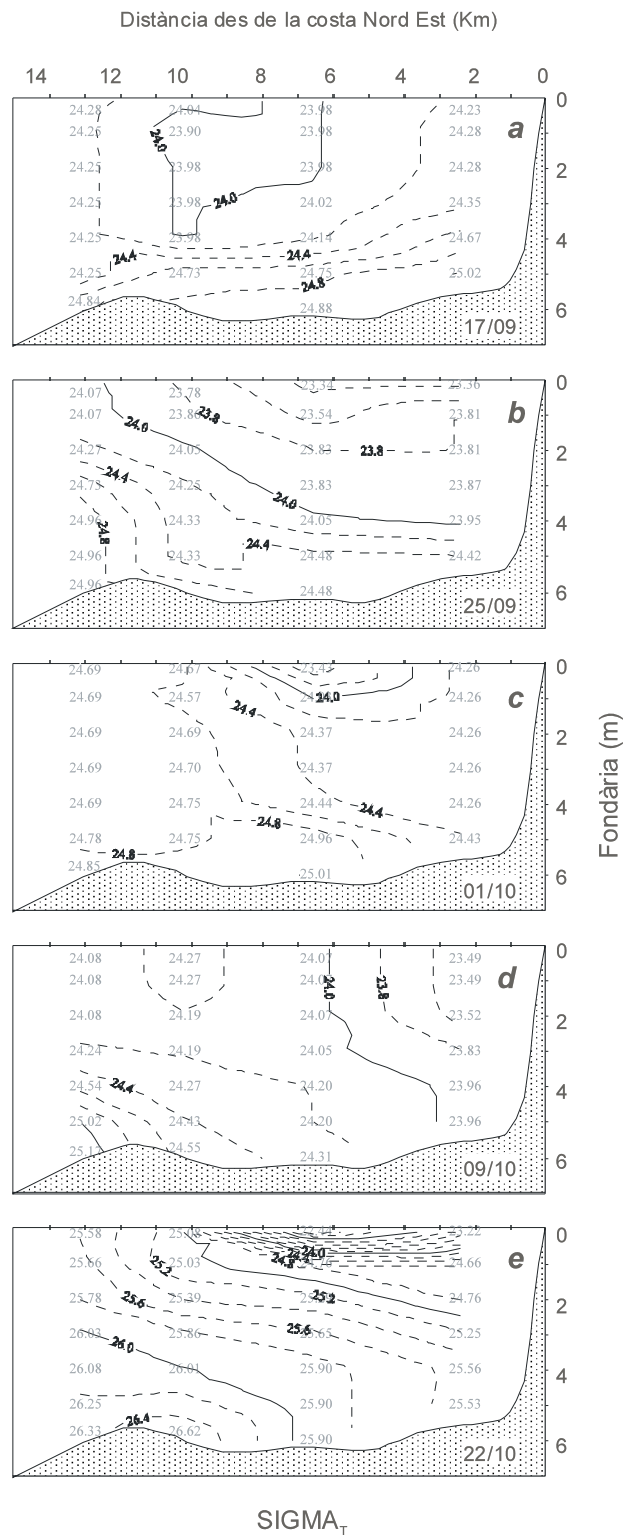 Distància des de la costa Nord Est (Km)
14 12 10 8 6 4 2 0
24.28 24.04 23.98 24.23 0
24.25 23.90 23.98 24.28 a
24.0
24.25 23.98 23.98 24.28 2
24.0
23.98 24.02 24.35
24.25 23.98 24.14 24.67 4
24.4 24.4
24.25 24.73 24.75 25.02
24.8
24.84 24.88 6
17/09
24.07 23.78 23.34 23.36 0
24.07 23.8 23.54 23.81 b
24.0 23.8
24.27 24.05 23.83 23.8 23.81 2
24.4
24.73 24.25 23.83 23.87
24.0
24.33 24.05 23.95 4
24.8 24.4
24.96 24.33 24.48 24.42
24.96 24.48 6
25/09
24.69 24.67 23.43 24.26 0
24.69 24.57 24.0 24.26 c
24.4
24.69 24.69 24.37 24.26 2
24.69 24.70 24.37 24.26
24.69 24.75 24.44 24.4 24.26 4
24.8
24.78 24.75 24.96 24.43
24.8
24.85 25.01 6
01/10
Fondària (m)
24.08 24.27 24.07 23.49 0
24.08 24.27 24.0 23.8 23.49 d
24.08 24.19 24.07 23.52 2
24.24 24.19 24.05 23.83
24.54 24.4 24.27 24.20 23.96 4
25.02 24.43 24.20 23.96
24.55 24.31 6
09/10
25.58 25.08 23.22 0
24.0
25.66 25.2 25.03 24.8 24.66 e
25.78 25.6 25.39 25.2 24.76 2
26.03 26.0 25.86 25.6 25.65 25.25
26.08 26.01 25.90 25.56 4
26.25 26.4 25.90 25.53
26.33 26.62 25.90 6
22/10
SIGMA_T